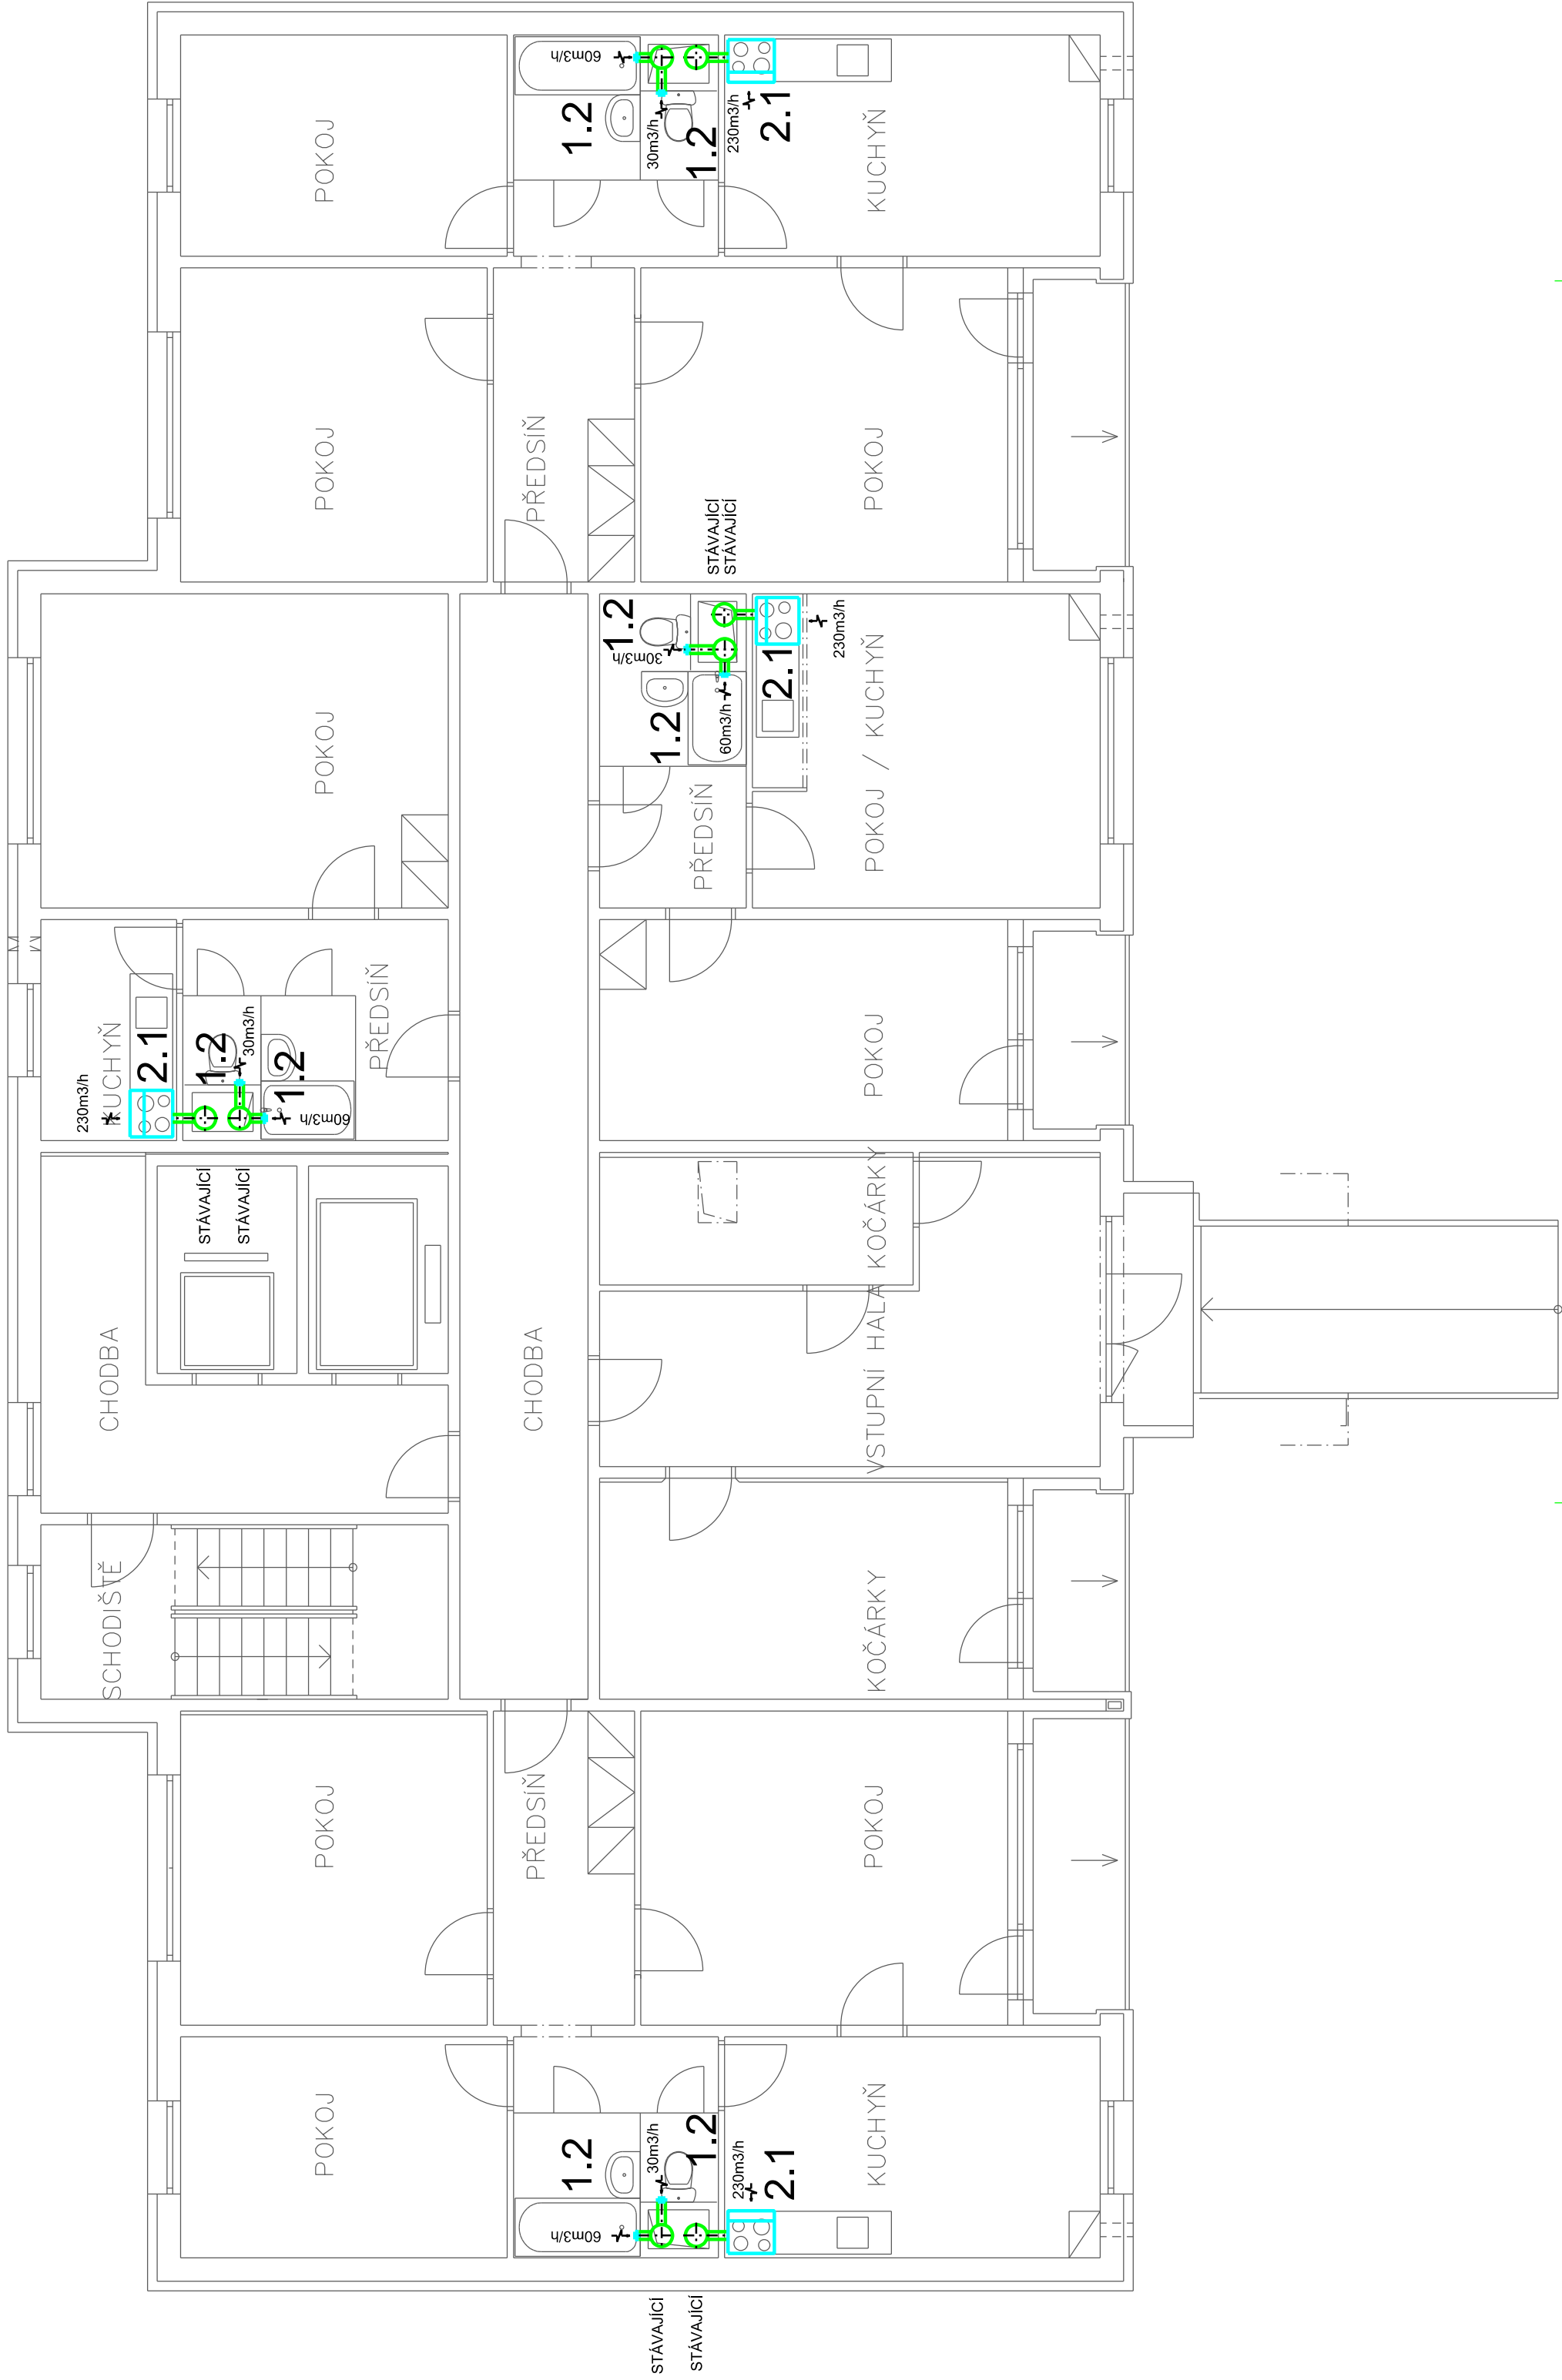 POKOJ
60m3/h
1.2
30m3/h
1.2
230m3/h
2.1
KUCHYŇ
POKOJ
PŘEDSÍŇ
POKOJ
STÁVAJÍCÍ
STÁVAJÍCÍ
POKOJ
1.2
30m3/h
1.2
60m3/h
2.1
230m3/h
POKOJ / KUCHYŇ
PŘEDSÍŇ
230m3/h
KUCHYŇ
2.1
1.2
30m3/h
1.2
60m3/h
PŘEDSÍŇ
POKOJ
STÁVAJÍCÍ
STÁVAJÍCÍ
CHODBA
CHODBA
KOČÁRKY
VSTUPNÍ HALA
SCHODIŠTĚ
KOČÁRKY
POKOJ
PŘEDSÍŇ
POKOJ
POKOJ
1.2
60m3/h
30m3/h
1.2
230m3/h
2.1
KUCHYŇ
STÁVAJÍCÍ
STÁVAJÍCÍ